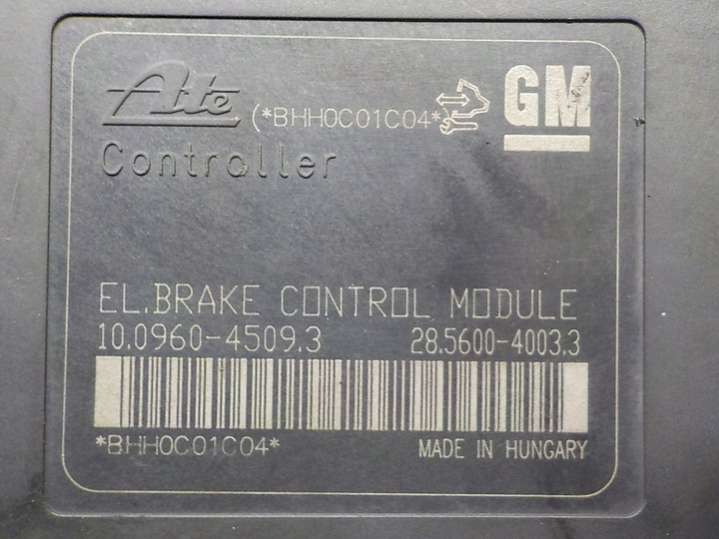 Ate (*BHH0C01C04*) GM
Controller
EL.BRAKE CONTROL MODULE
10.0960-4509.3 28.5600-4003.3
*BHH0C01C04*
MADE IN HUNGARY